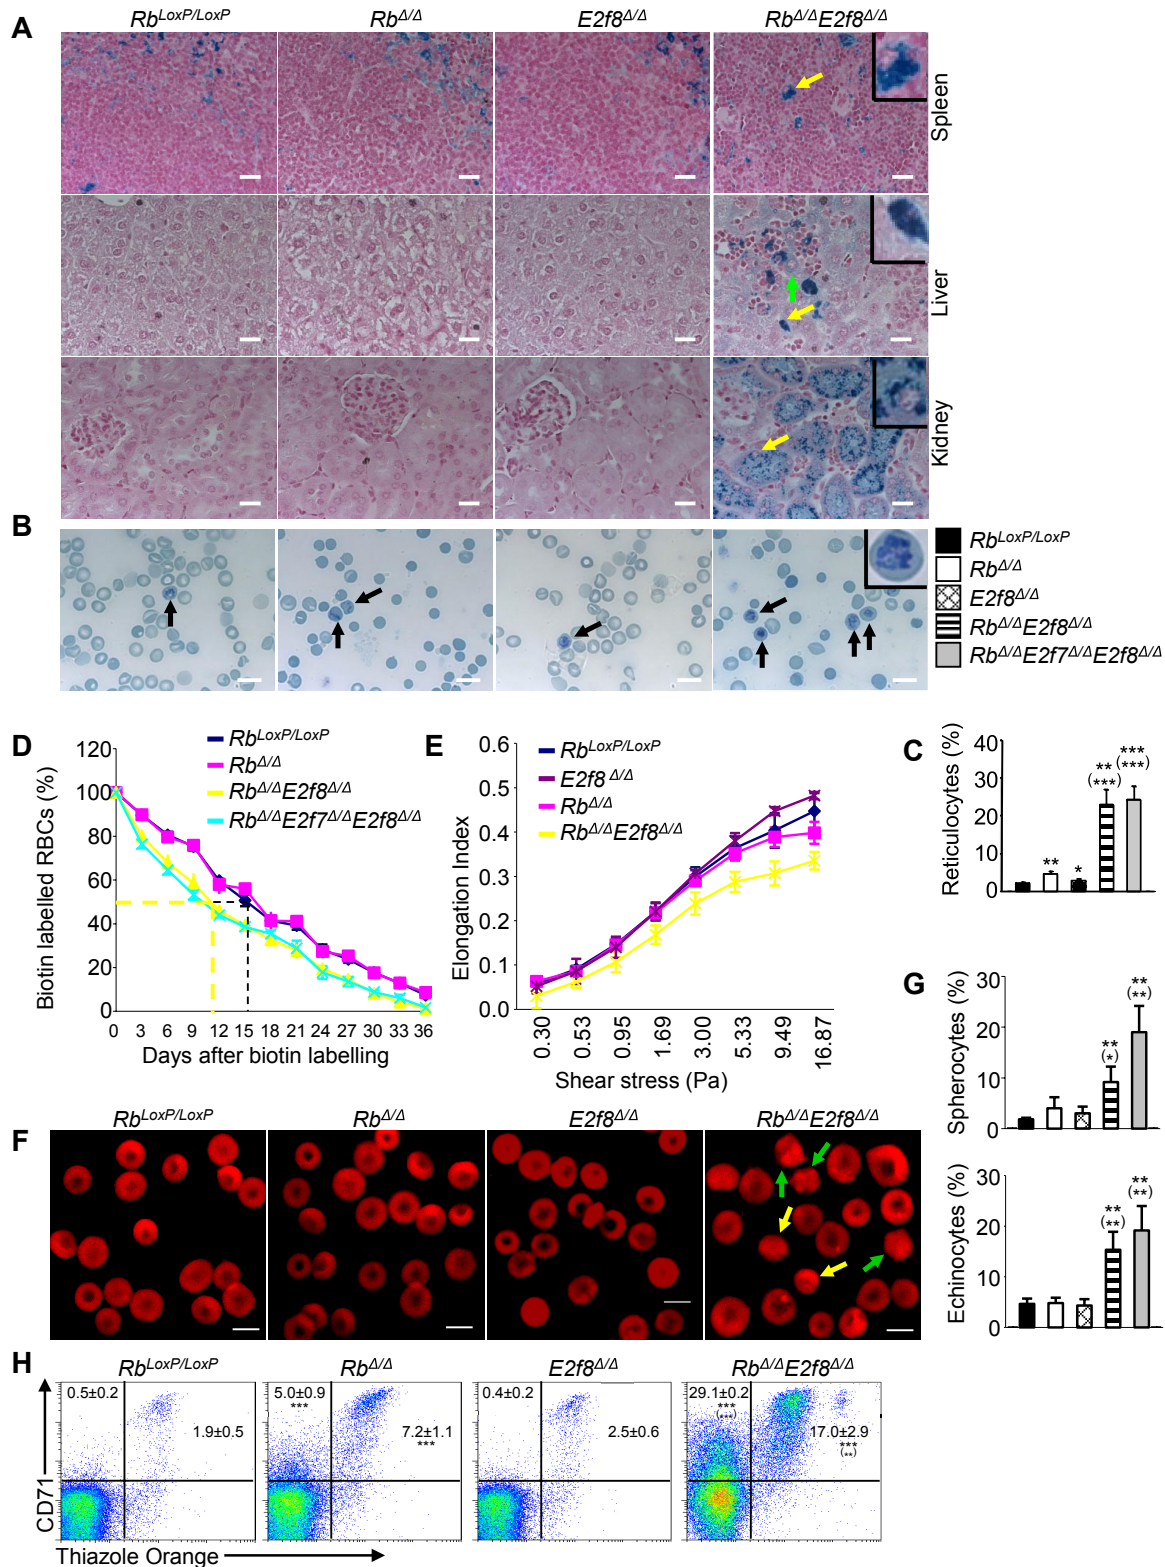 A
Rb^LoxP/LoxP
Rb^Δ/Δ
E2f8^Δ/Δ
Rb^Δ/ΔE2f8^Δ/Δ
Spleen
Liver
Kidney
B
Rb^LoxP/LoxP
Rb^Δ/Δ
E2f8^Δ/Δ
Rb^Δ/ΔE2f8^Δ/Δ
Rb^Δ/ΔE2f7^Δ/ΔE2f8^Δ/Δ
D
Rb^LoxP/LoxP
Rb^Δ/Δ
Rb^Δ/ΔE2f8^Δ/Δ
Rb^Δ/ΔE2f7^Δ/ΔE2f8^Δ/Δ
Biotin labelled RBCs (%)
120
100
80
60
40
20
0
0 3 6 9 12 15 18 21 24 27 30 33 36
Days after biotin labelling
E
Rb^LoxP/LoxP
E2f8^Δ/Δ
Rb^Δ/Δ
Rb^Δ/ΔE2f8^Δ/Δ
Elongation Index
0.6
0.5
0.4
0.3
0.2
0.1
0.0
0.30 0.53 0.95 1.69 3.00 5.33 9.49 16.87
Shear stress (Pa)
C
Reticulocytes (%)
40
30
20
10
0
**
*
**
(***)
***
(***)
G
Spherocytes (%)
30
20
10
0
**
(*)
**
(**)
Echinocytes (%)
30
20
10
0
**
(**)
**
(**)
F
Rb^LoxP/LoxP
Rb^Δ/Δ
E2f8^Δ/Δ
Rb^Δ/ΔE2f8^Δ/Δ
H
Rb^LoxP/LoxP
Rb^Δ/Δ
E2f8^Δ/Δ
Rb^Δ/ΔE2f8^Δ/Δ
0.5±0.2
1.9±0.5
5.0±0.9
***
7.2±1.1
***
0.4±0.2
2.5±0.6
29.1±0.2
***
(***)
17.0±2.9
***
(**)
CD71
Thiazole Orange